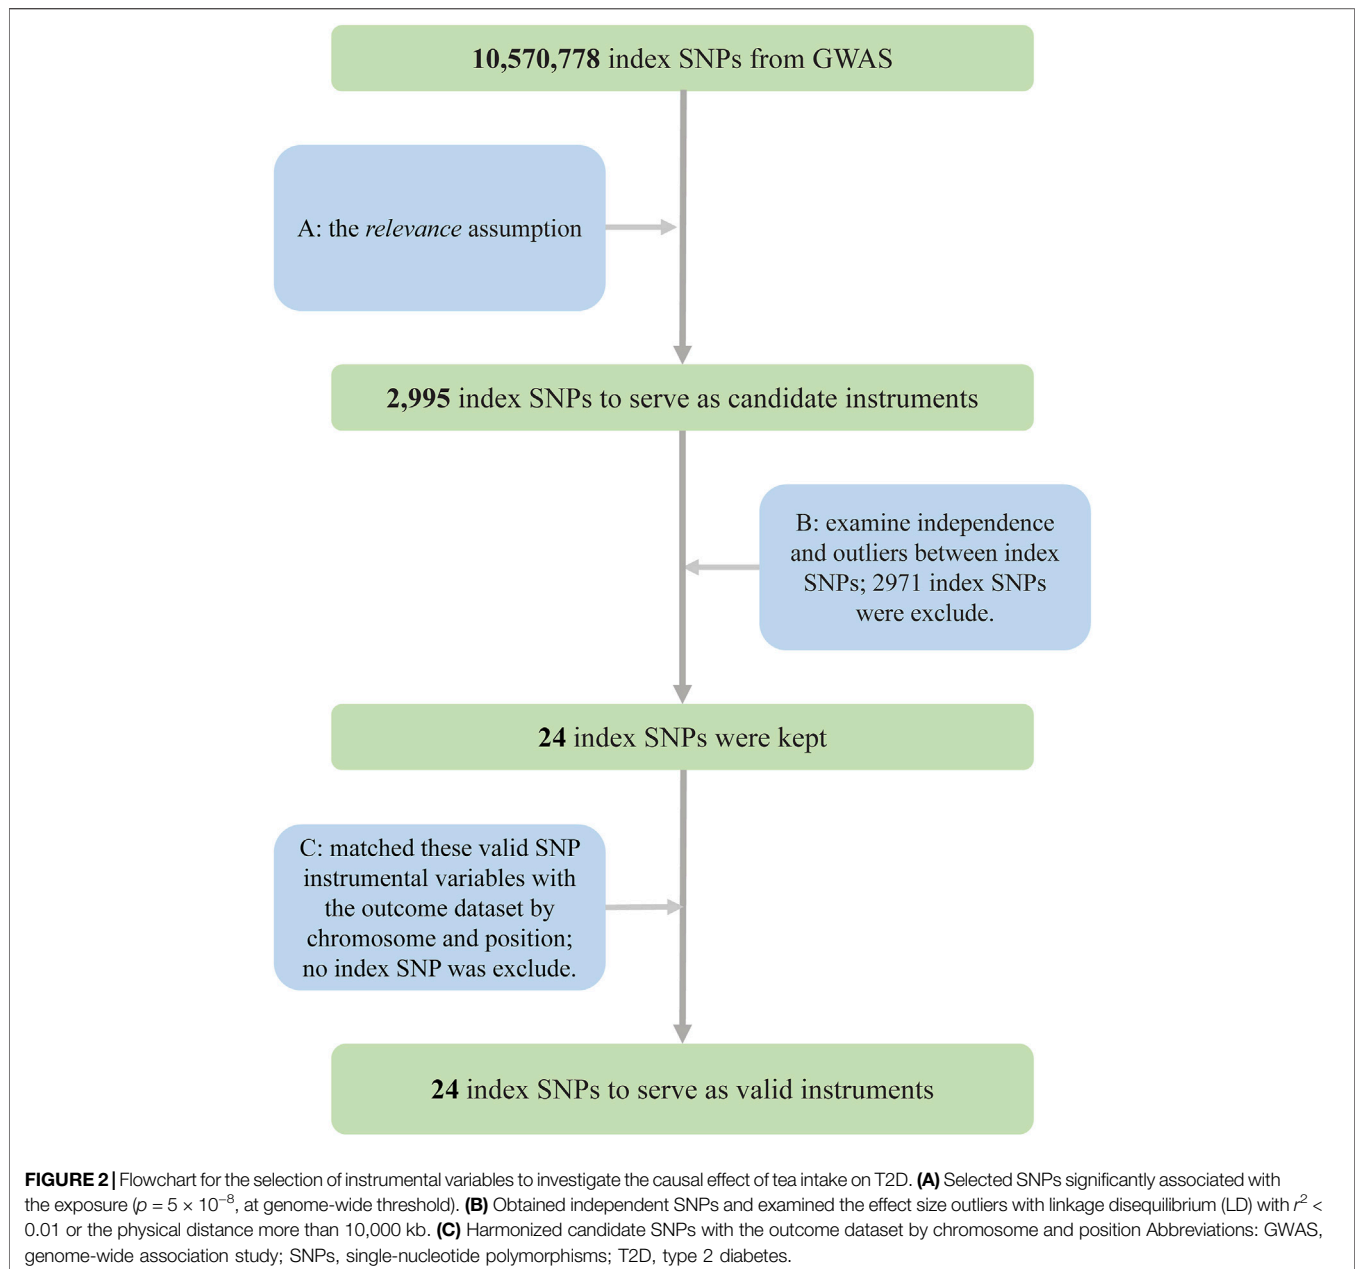 10,570,778 index SNPs from GWAS
A: the relevance assumption
2,995 index SNPs to serve as candidate instruments
B: examine independence
and outliers between index
SNPs; 2971 index SNPs
were exclude.
24 index SNPs were kept
C: matched these valid SNP
instrumental variables with
the outcome dataset by
chromosome and position;
no index SNP was exclude.
24 index SNPs to serve as valid instruments
FIGURE 2 | Flowchart for the selection of instrumental variables to investigate the causal effect of tea intake on T2D. (A) Selected SNPs significantly associated with
the exposure (p = 5 × 10⁻⁸, at genome-wide threshold). (B) Obtained independent SNPs and examined the effect size outliers with linkage disequilibrium (LD) with r² <
0.01 or the physical distance more than 10,000 kb. (C) Harmonized candidate SNPs with the outcome dataset by chromosome and position Abbreviations: GWAS,
genome-wide association study; SNPs, single-nucleotide polymorphisms; T2D, type 2 diabetes.